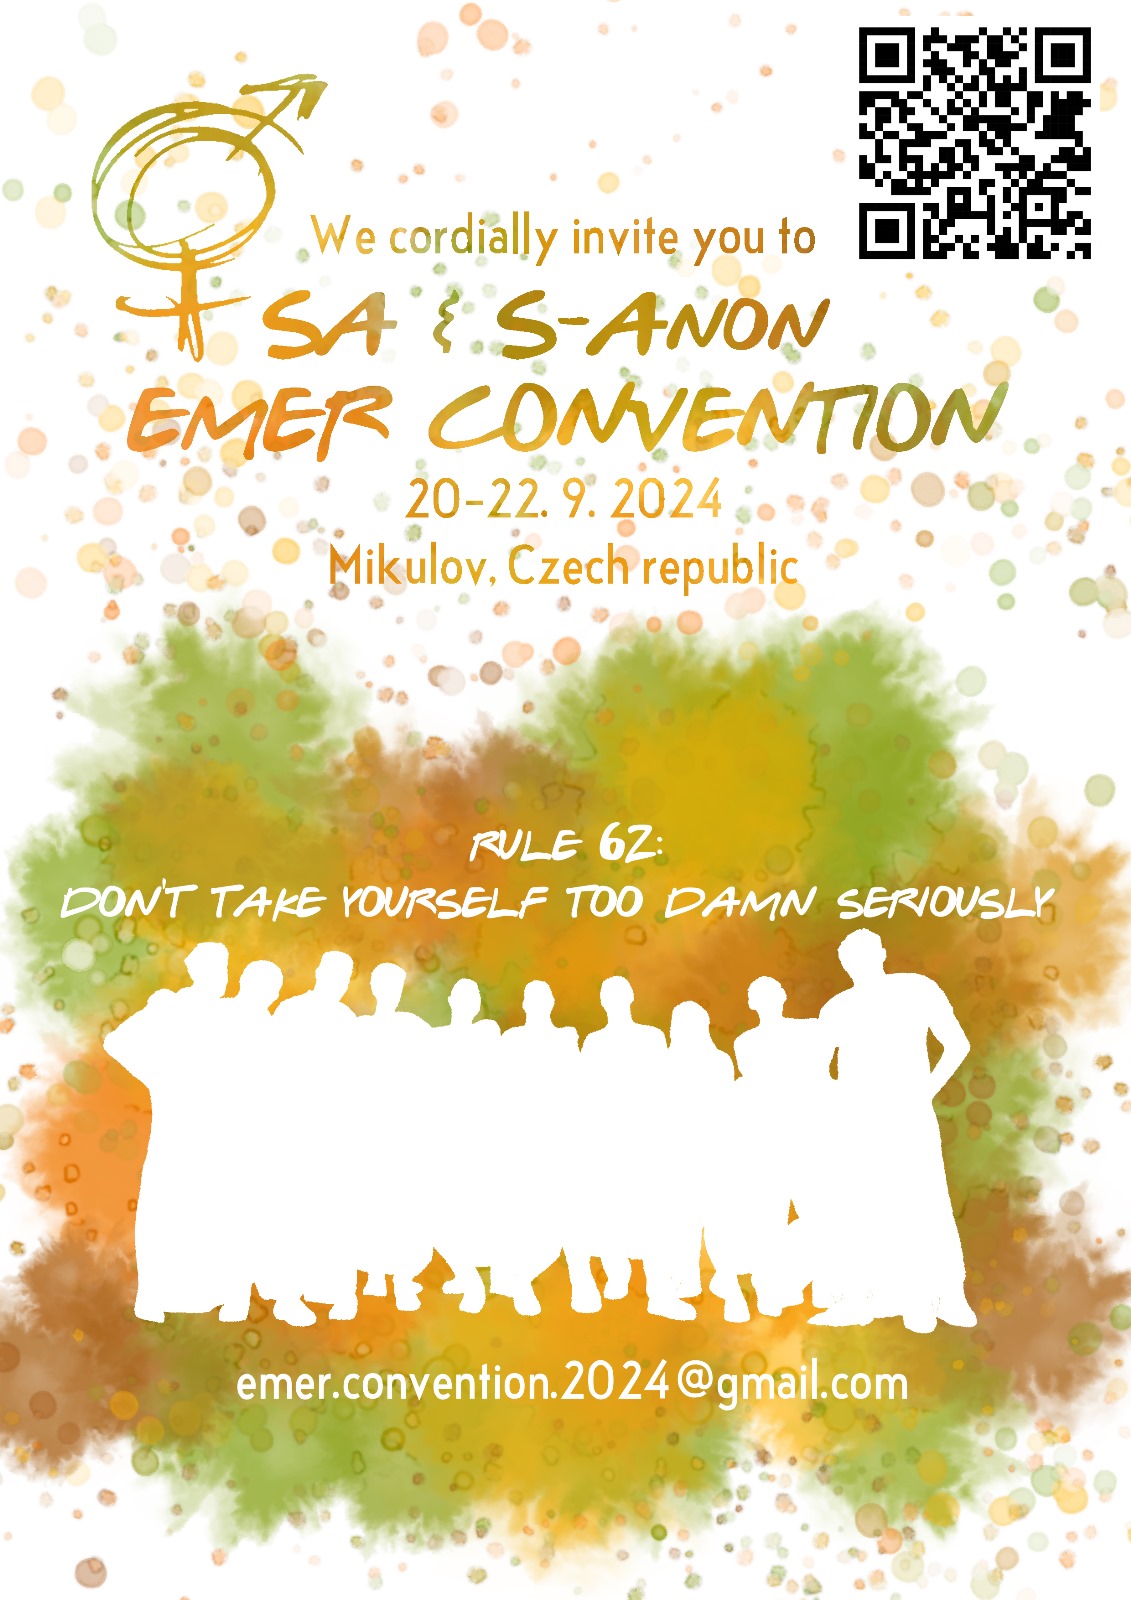 We cordially invite you to
SA & S-ANON
EMER CONVENTION
20-22. 9. 2024
Mikulov, Czech republic
RULE 62:
DON'T TAKE YOURSELF TOO DAMN SERIOUSLY
emer.convention.2024@gmail.com